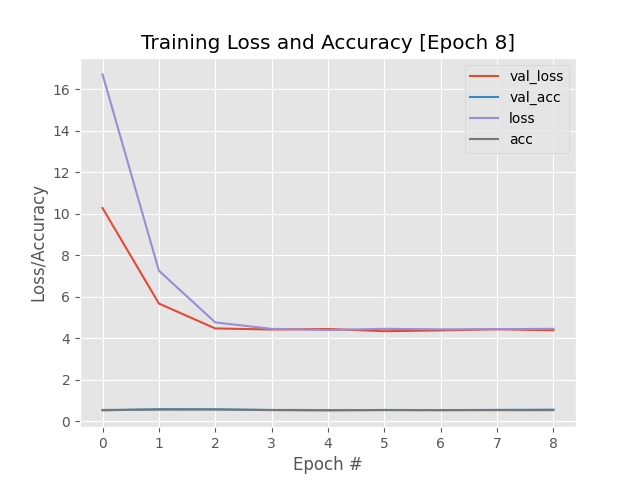 Training Loss and Accuracy [Epoch 8]
val_loss
val_acc
loss
acc
16
14
12
10
8
6
4
2
0
Loss/Accuracy
0 1 2 3 4 5 6 7 8
Epoch #